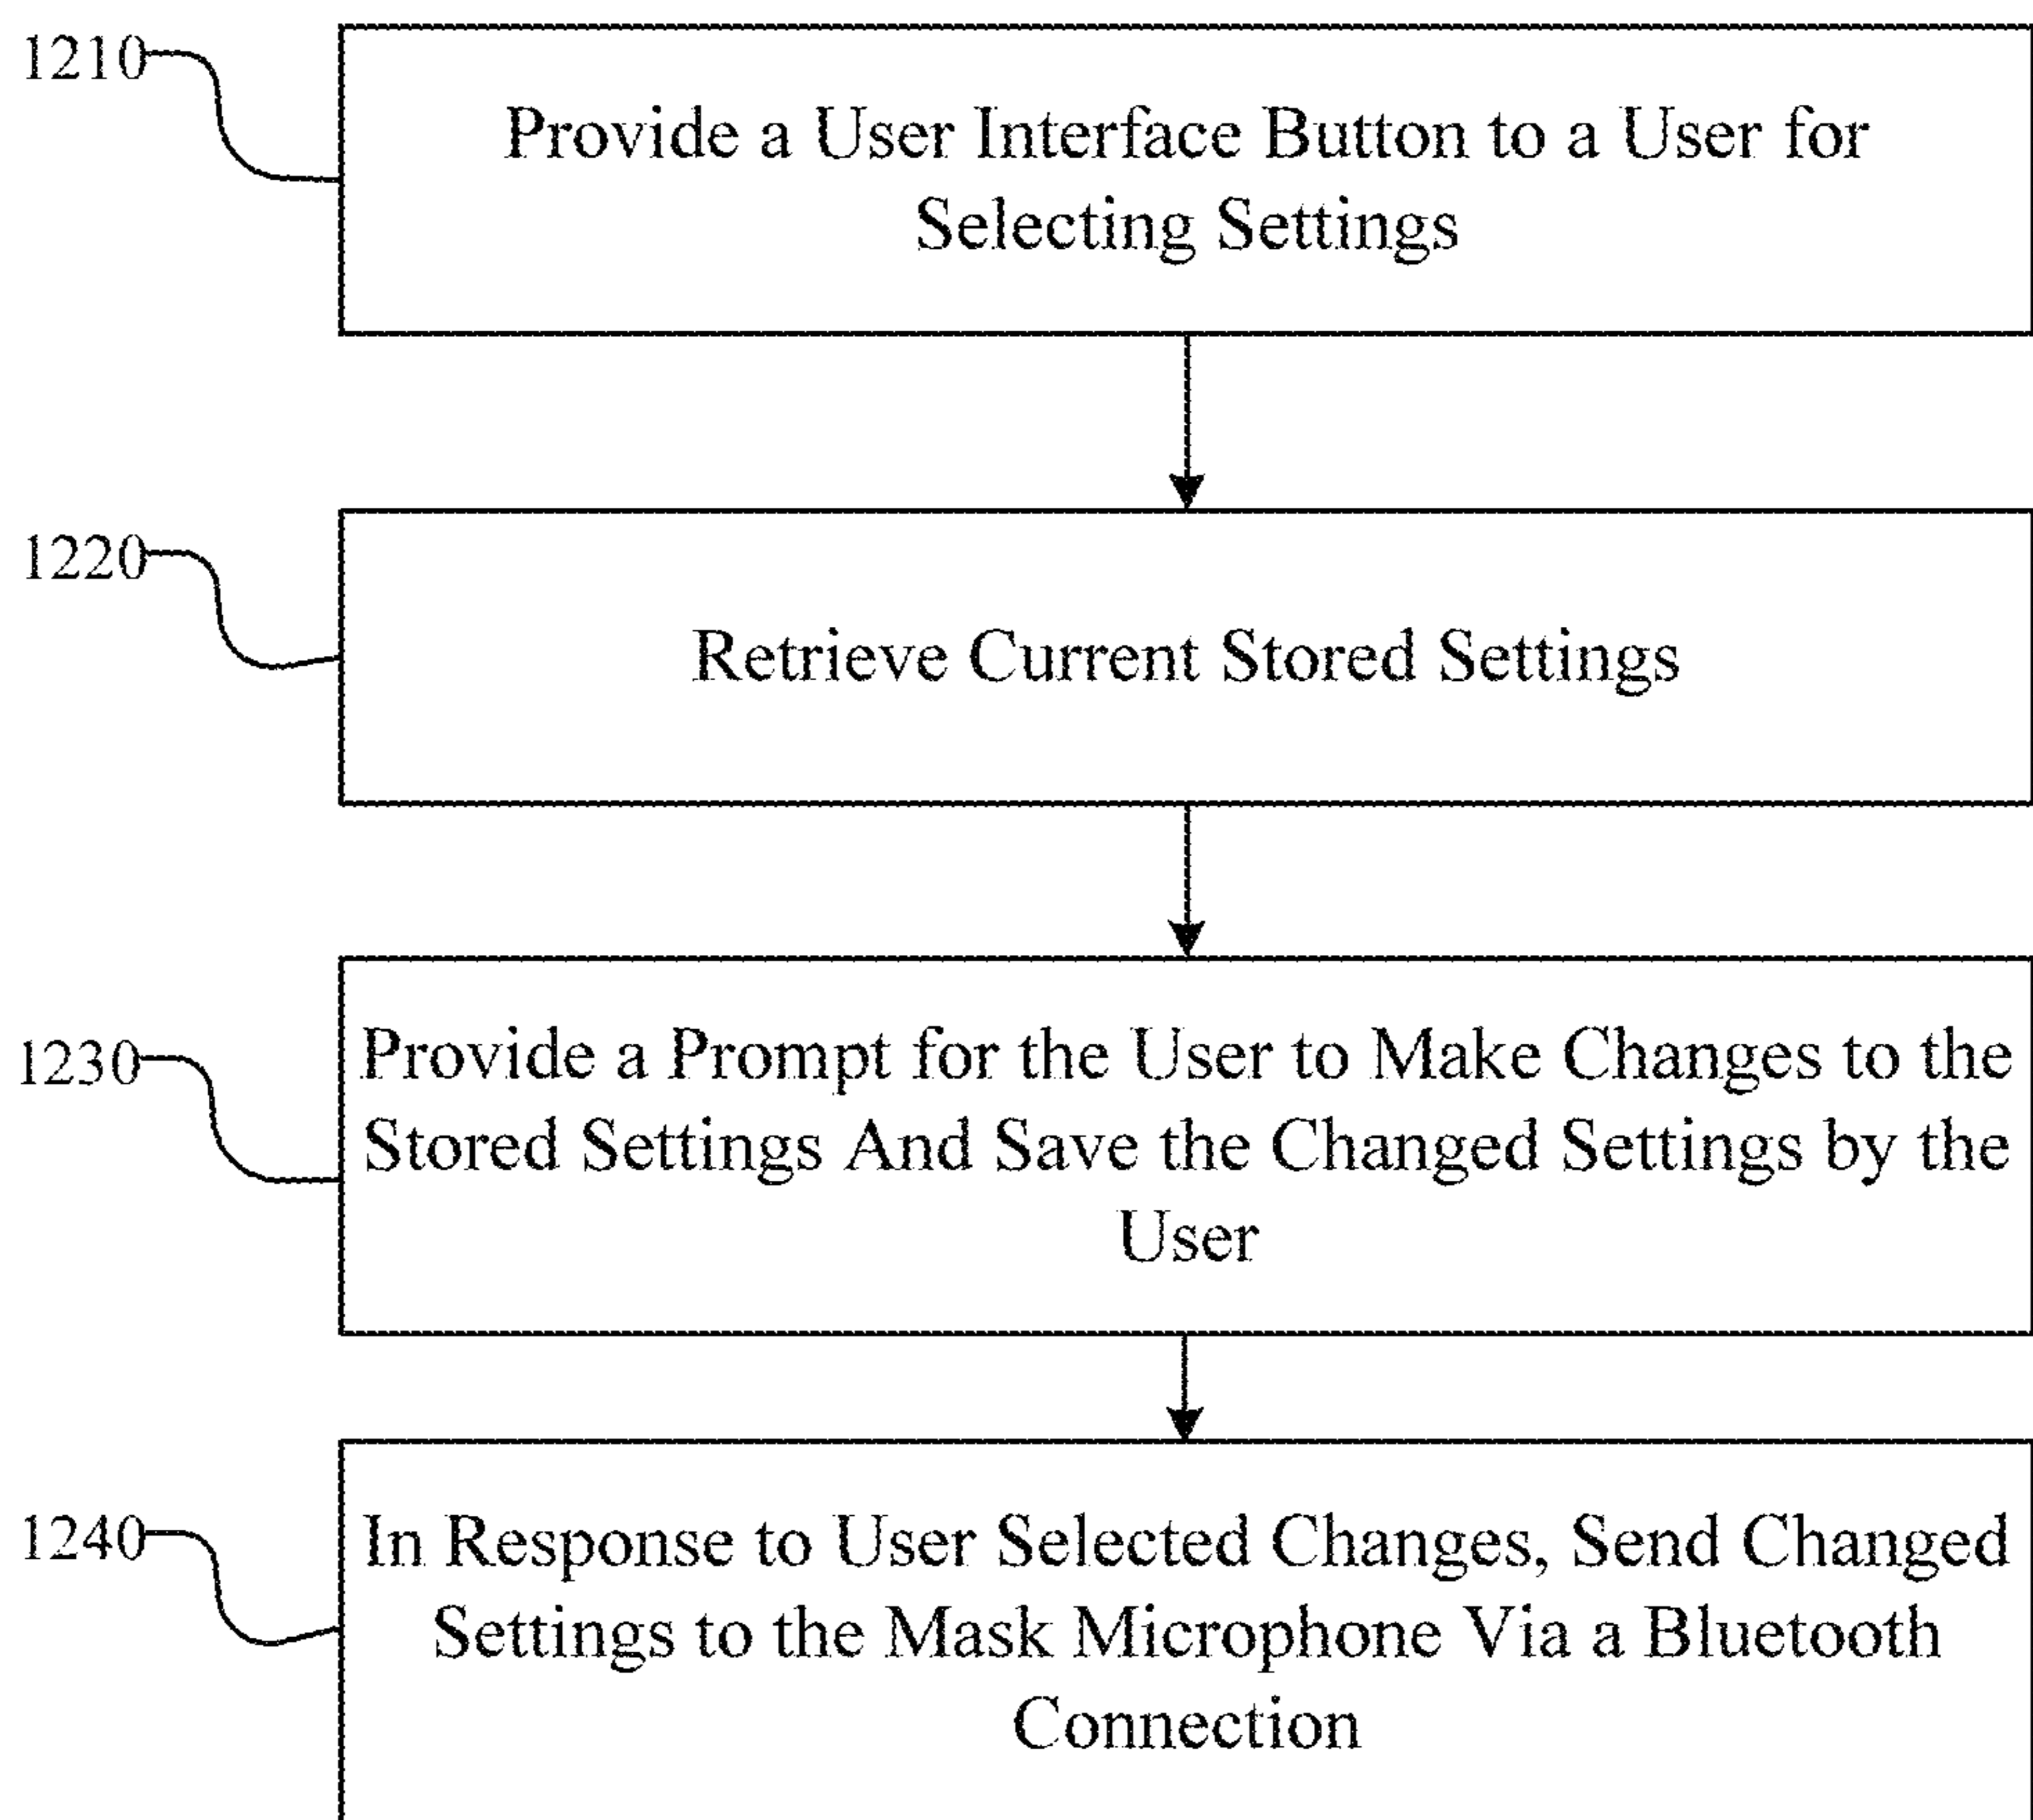 1210
Provide a User Interface Button to a User for
Selecting Settings
1220
Retrieve Current Stored Settings
1230
Provide a Prompt for the User to Make Changes to the
Stored Settings And Save the Changed Settings by the
User
1240
In Response to User Selected Changes, Send Changed
Settings to the Mask Microphone Via a Bluetooth
Connection